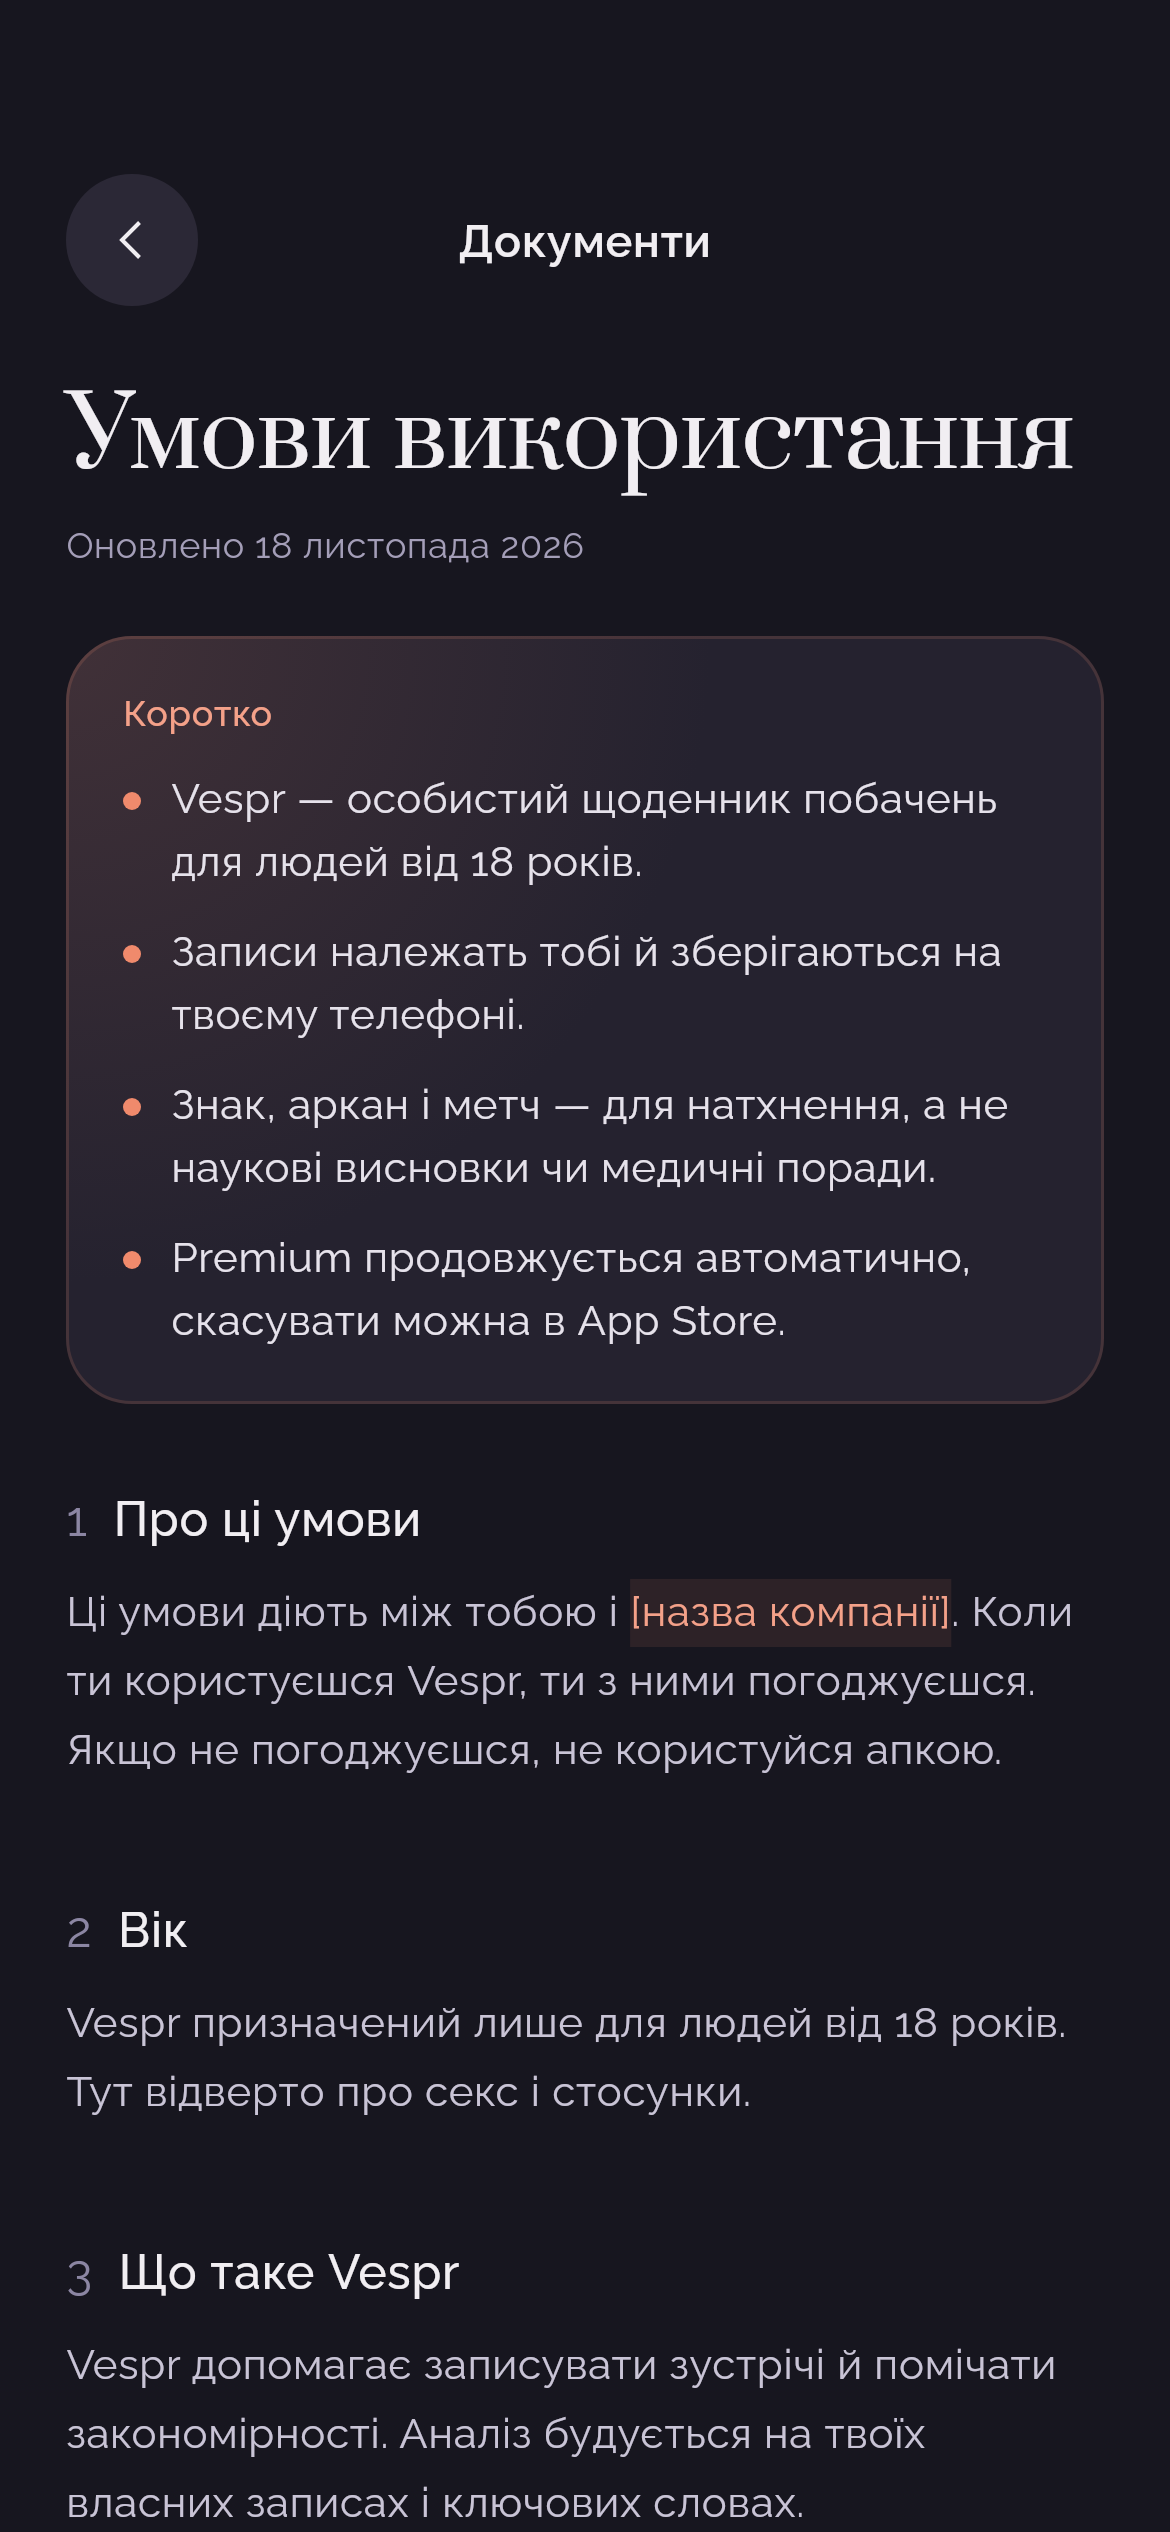 Документи
Умови використання
Оновлено 18 листопада 2026
Коротко
Vespr — особистий щоденник побачень
для людей від 18 років.
Записи належать тобі й зберігаються на
твоєму телефоні.
Знак, аркан і метч — для натхнення, а не
наукові висновки чи медичні поради.
Premium продовжується автоматично,
скасувати можна в App Store.
1 Про ці умови
Ці умови діють між тобою і [назва компанії]. Коли
ти користуєшся Vespr, ти з ними погоджуєшся.
Якщо не погоджуєшся, не користуйся апкою.
2 Вік
Vespr призначений лише для людей від 18 років.
Тут відверто про секс і стосунки.
3 Що таке Vespr
Vespr допомагає записувати зустрічі й помічати
закономірності. Аналіз будується на твоїх
власних записах і ключових словах.